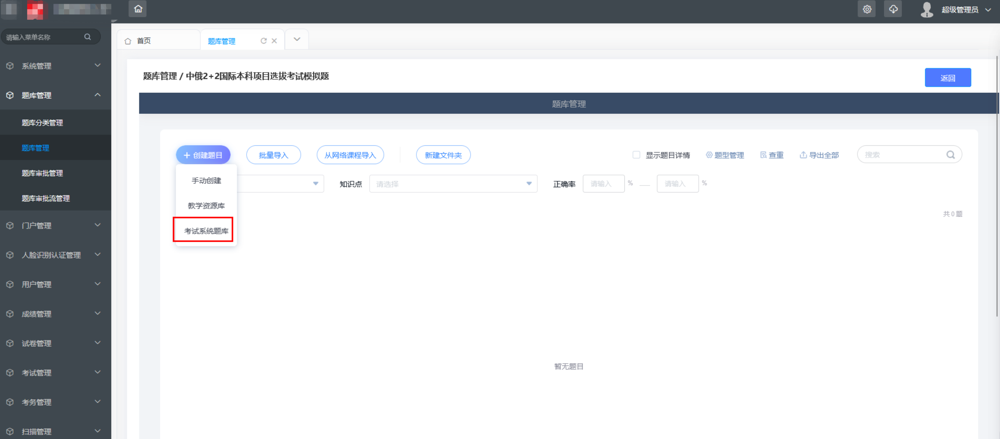 超级管理员
请输入菜单名称
系统管理
题库管理
题库分类管理
题库管理
题库审批管理
题库审批流管理
门户管理
人脸识别认证管理
用户管理
成绩管理
试卷管理
考试管理
考务管理
扫描管理
首页
题库管理
题库管理 / 中俄2+2国际本科项目选拔考试模拟题
返回
题库管理
+ 创建题目
批量导入
从网络课程导入
新建文件夹
显示题目详情
题型管理
查重
导出全部
搜索
手动创建
教学资源库
考试系统题库
知识点
请选择
正确率
请输入
%
请输入
%
共 0 题
暂无题目